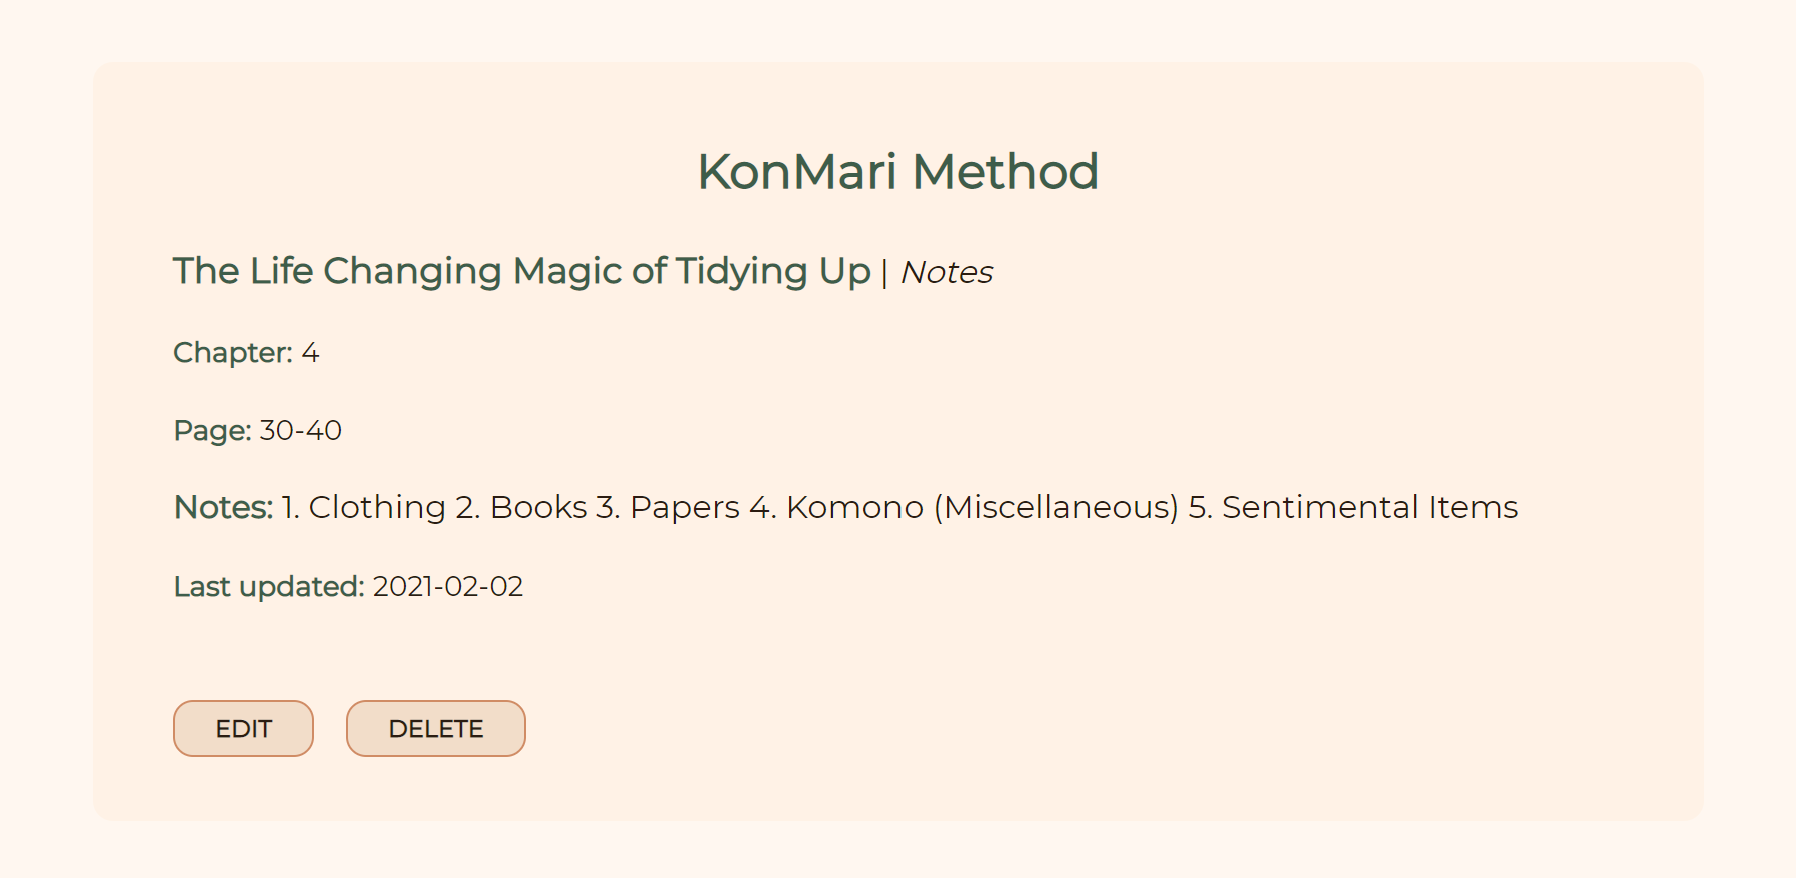 KonMari Method
The Life Changing Magic of Tidying Up | Notes
Chapter: 4
Page: 30-40
Notes: 1. Clothing 2. Books 3. Papers 4. Komono (Miscellaneous) 5. Sentimental Items
Last updated: 2021-02-02
EDIT DELETE